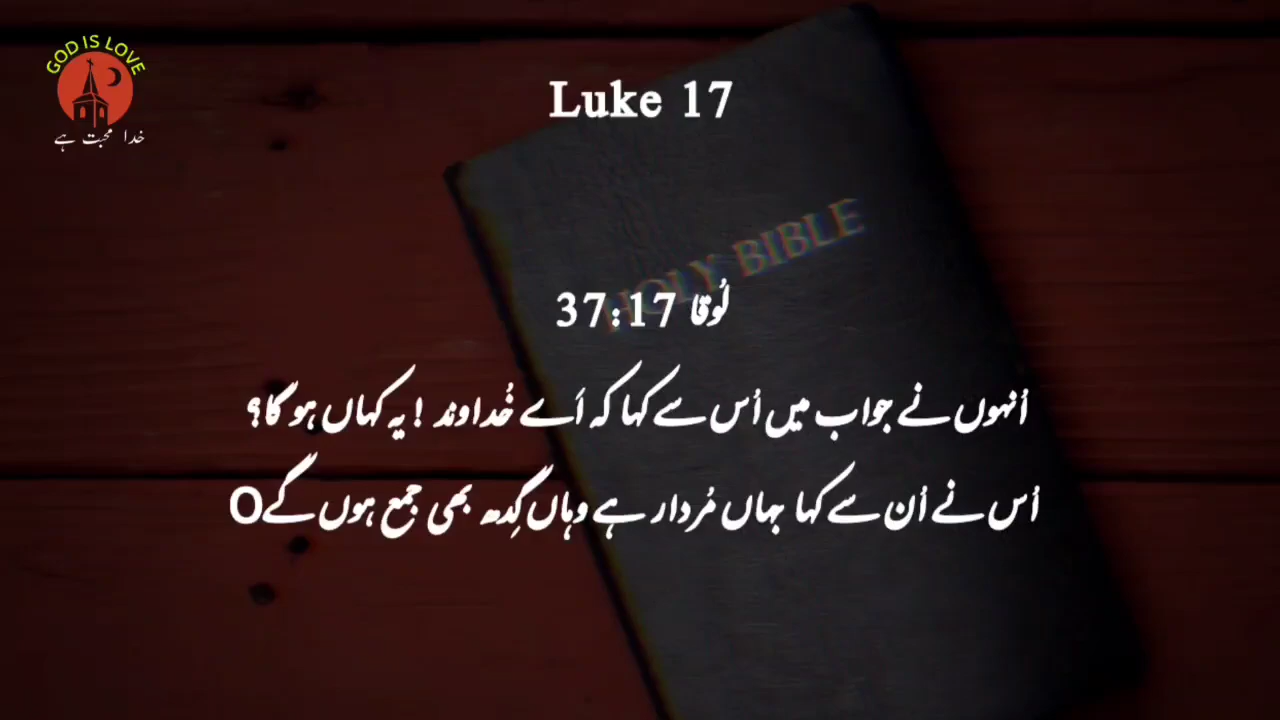 GOD IS LOVE
خدا محبت ہے
Luke 17
HOLY BIBLE
لُوقا 37:17
اُنہوں نے جواب میں اُس سے کہا کہ اَے خُداوند ! یہ کہاں ہو گا؟
اُس نے اُن سے کہا جہاں مُردار ہے وہاں گِدھ بھی جمع ہوں گےO